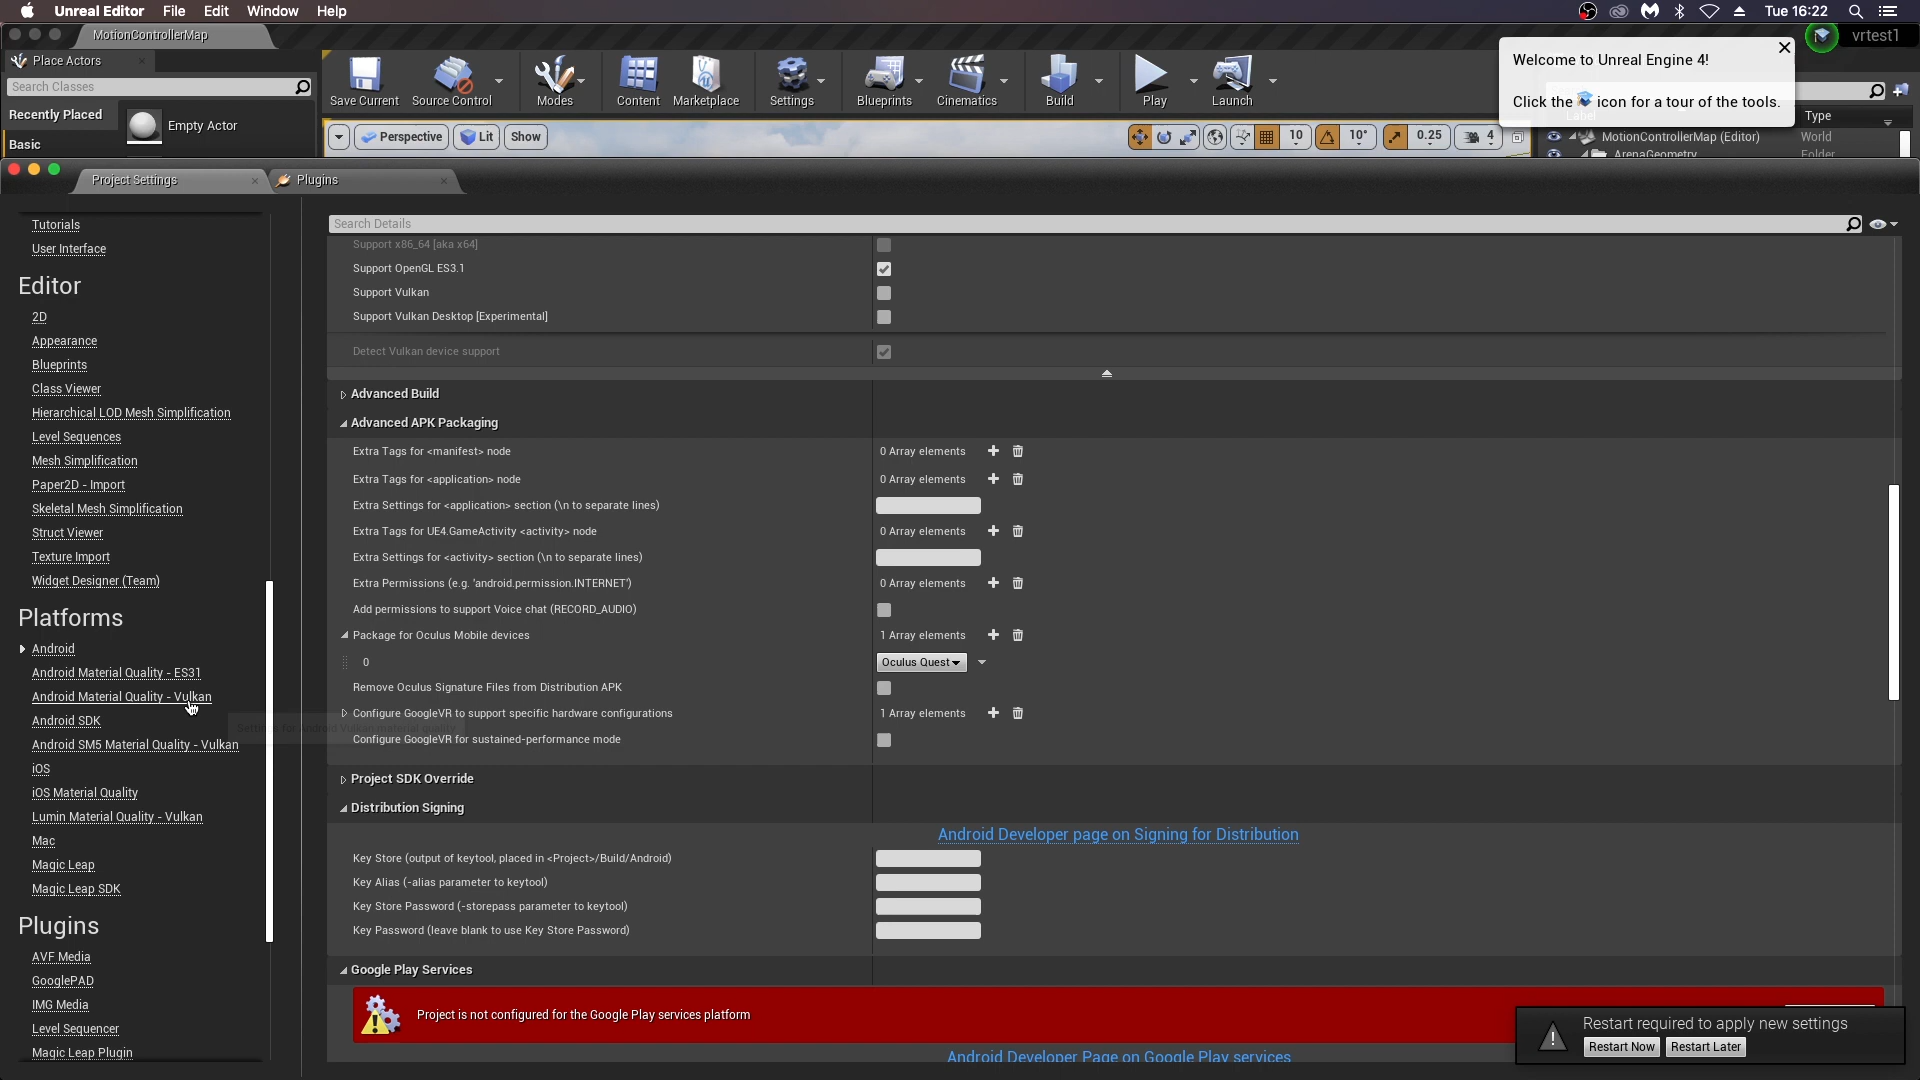 Unreal Editor File Edit Window Help
Tue 16:22
MotionControllerMap
vrtest1
Place Actors
Search Classes
Recently Placed
Basic
Empty Actor
Save Current
Source Control
Modes
Content
Marketplace
Settings
Blueprints
Cinematics
Build
Play
Launch
Welcome to Unreal Engine 4!
Click the icon for a tour of the tools.
Label
Type
Perspective
Lit
Show
10
10°
0.25
4
MotionControllerMap (Editor)
World
ArenaGeometry
Folder
Project Settings
Plugins
Tutorials
User Interface
Editor
2D
Appearance
Blueprints
Class Viewer
Hierarchical LOD Mesh Simplification
Level Sequences
Mesh Simplification
Paper2D - Import
Skeletal Mesh Simplification
Struct Viewer
Texture Import
Widget Designer (Team)
Platforms
Android
Android Material Quality - ES31
Android Material Quality - Vulkan
Android SDK
Android SM5 Material Quality - Vulkan
iOS
iOS Material Quality
Lumin Material Quality - Vulkan
Mac
Magic Leap
Magic Leap SDK
Plugins
AVF Media
GooglePAD
IMG Media
Level Sequencer
Magic Leap Plugin
Search Details
Support x86_64 [aka x64]
Support OpenGL ES3.1
Support Vulkan
Support Vulkan Desktop [Experimental]
Detect Vulkan device support
Advanced Build
Advanced APK Packaging
Extra Tags for <manifest> node
0 Array elements
Extra Tags for <application> node
0 Array elements
Extra Settings for <application> section (\n to separate lines)
Extra Tags for UE4.GameActivity <activity> node
0 Array elements
Extra Settings for <activity> section (\n to separate lines)
Extra Permissions (e.g. 'android.permission.INTERNET')
0 Array elements
Add permissions to support Voice chat (RECORD_AUDIO)
Package for Oculus Mobile devices
1 Array elements
0
Oculus Quest
Remove Oculus Signature Files from Distribution APK
Configure GoogleVR to support specific hardware configurations
1 Array elements
Configure GoogleVR for sustained-performance mode
Project SDK Override
Distribution Signing
Android Developer page on Signing for Distribution
Key Store (output of keytool, placed in <Project>/Build/Android)
Key Alias (-alias parameter to keytool)
Key Store Password (-storepass parameter to keytool)
Key Password (leave blank to use Key Store Password)
Google Play Services
Project is not configured for the Google Play services platform
Android Developer Page on Google Play services
Restart required to apply new settings
Restart Now
Restart Later